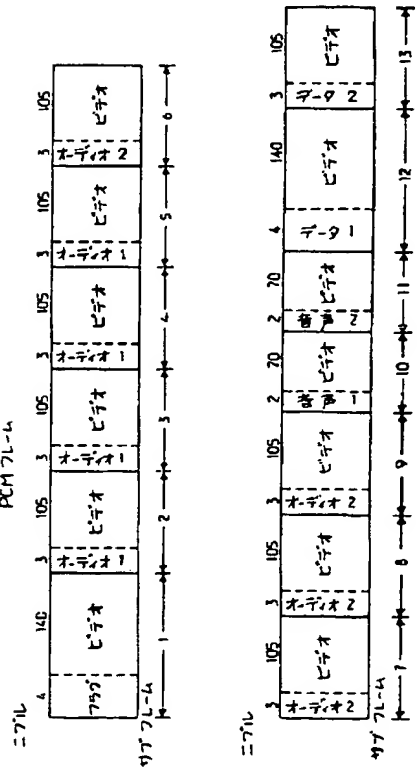 PCM フレーム
ニブル
4 140 3 105 3 105 3 105 3 105 3 105
フラグ ビデオ オーディオ1 ビデオ オーディオ1 ビデオ オーディオ1 ビデオ オーディオ1 ビデオ オーディオ2 ビデオ
サブフレーム 1 2 3 4 5 6
ニブル
3 105 3 105 3 105 2 70 2 70 4 140 3 105
オーディオ2 ビデオ オーディオ2 ビデオ オーディオ2 ビデオ 音声1 ビデオ 音声2 ビデオ データ1 ビデオ データ2 ビデオ
サブフレーム 7 8 9 10 11 12 13